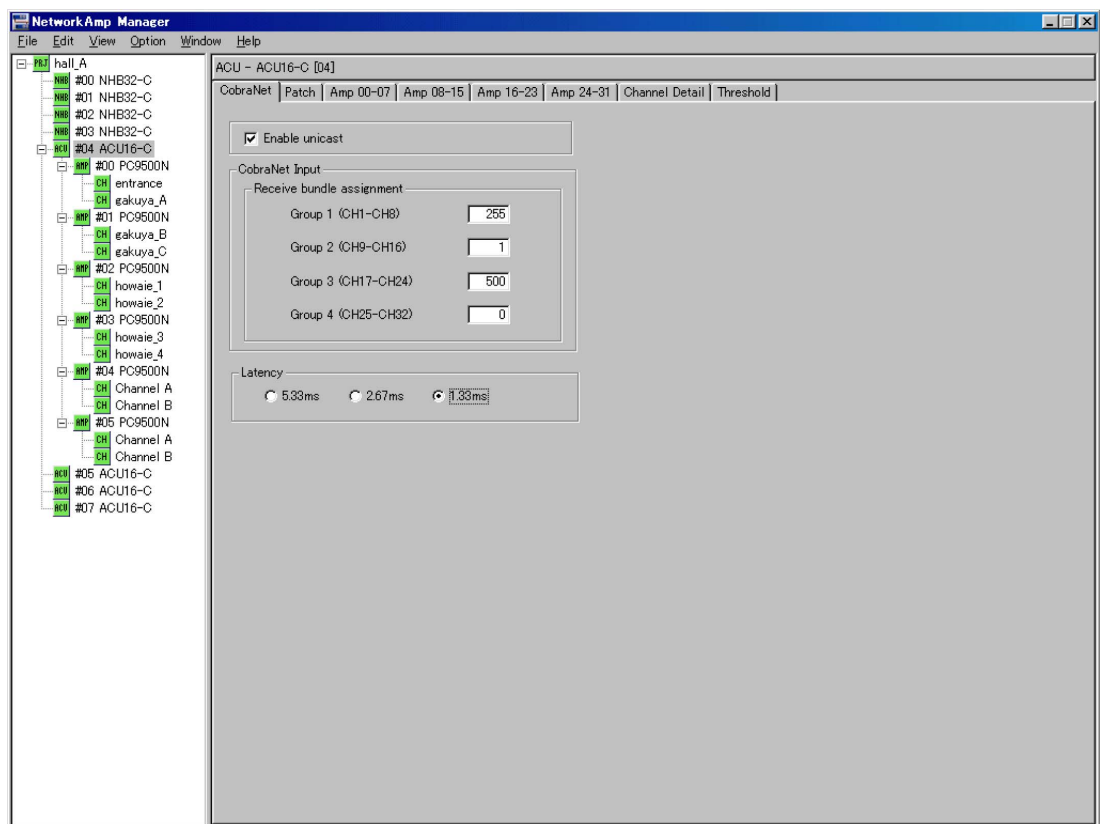 NetworkAmp Manager
File Edit View Option Window Help
PRJ hall_A
NHB #00 NHB32-C
NHB #01 NHB32-C
NHB #02 NHB32-C
NHB #03 NHB32-C
ACU #04 ACU16-C
AMP #00 PC9500N
CH entrance
CH gakuya_A
AMP #01 PC9500N
CH gakuya_B
CH gakuya_C
AMP #02 PC9500N
CH howaie_1
CH howaie_2
AMP #03 PC9500N
CH howaie_3
CH howaie_4
AMP #04 PC9500N
CH Channel A
CH Channel B
AMP #05 PC9500N
CH Channel A
CH Channel B
ACU #05 ACU16-C
ACU #06 ACU16-C
ACU #07 ACU16-C
ACU - ACU16-C [04]
CobraNet Patch Amp 00-07 Amp 08-15 Amp 16-23 Amp 24-31 Channel Detail Threshold
Enable unicast
CobraNet Input
Receive bundle assignment
Group 1 (CH1-CH8) 255
Group 2 (CH9-CH16) 1
Group 3 (CH17-CH24) 500
Group 4 (CH25-CH32) 0
Latency
5.33ms 2.67ms 1.33ms